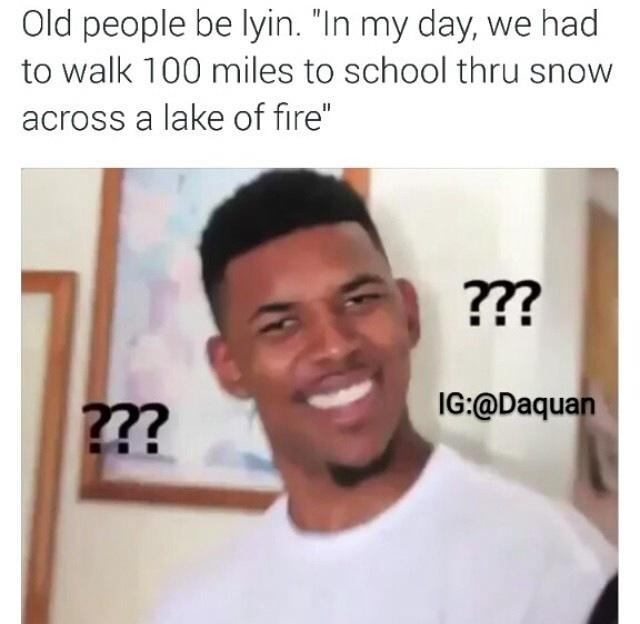 Old people be lyin. "In my day, we had
to walk 100 miles to school thru snow
across a lake of fire"
???
IG:@Daquan
???